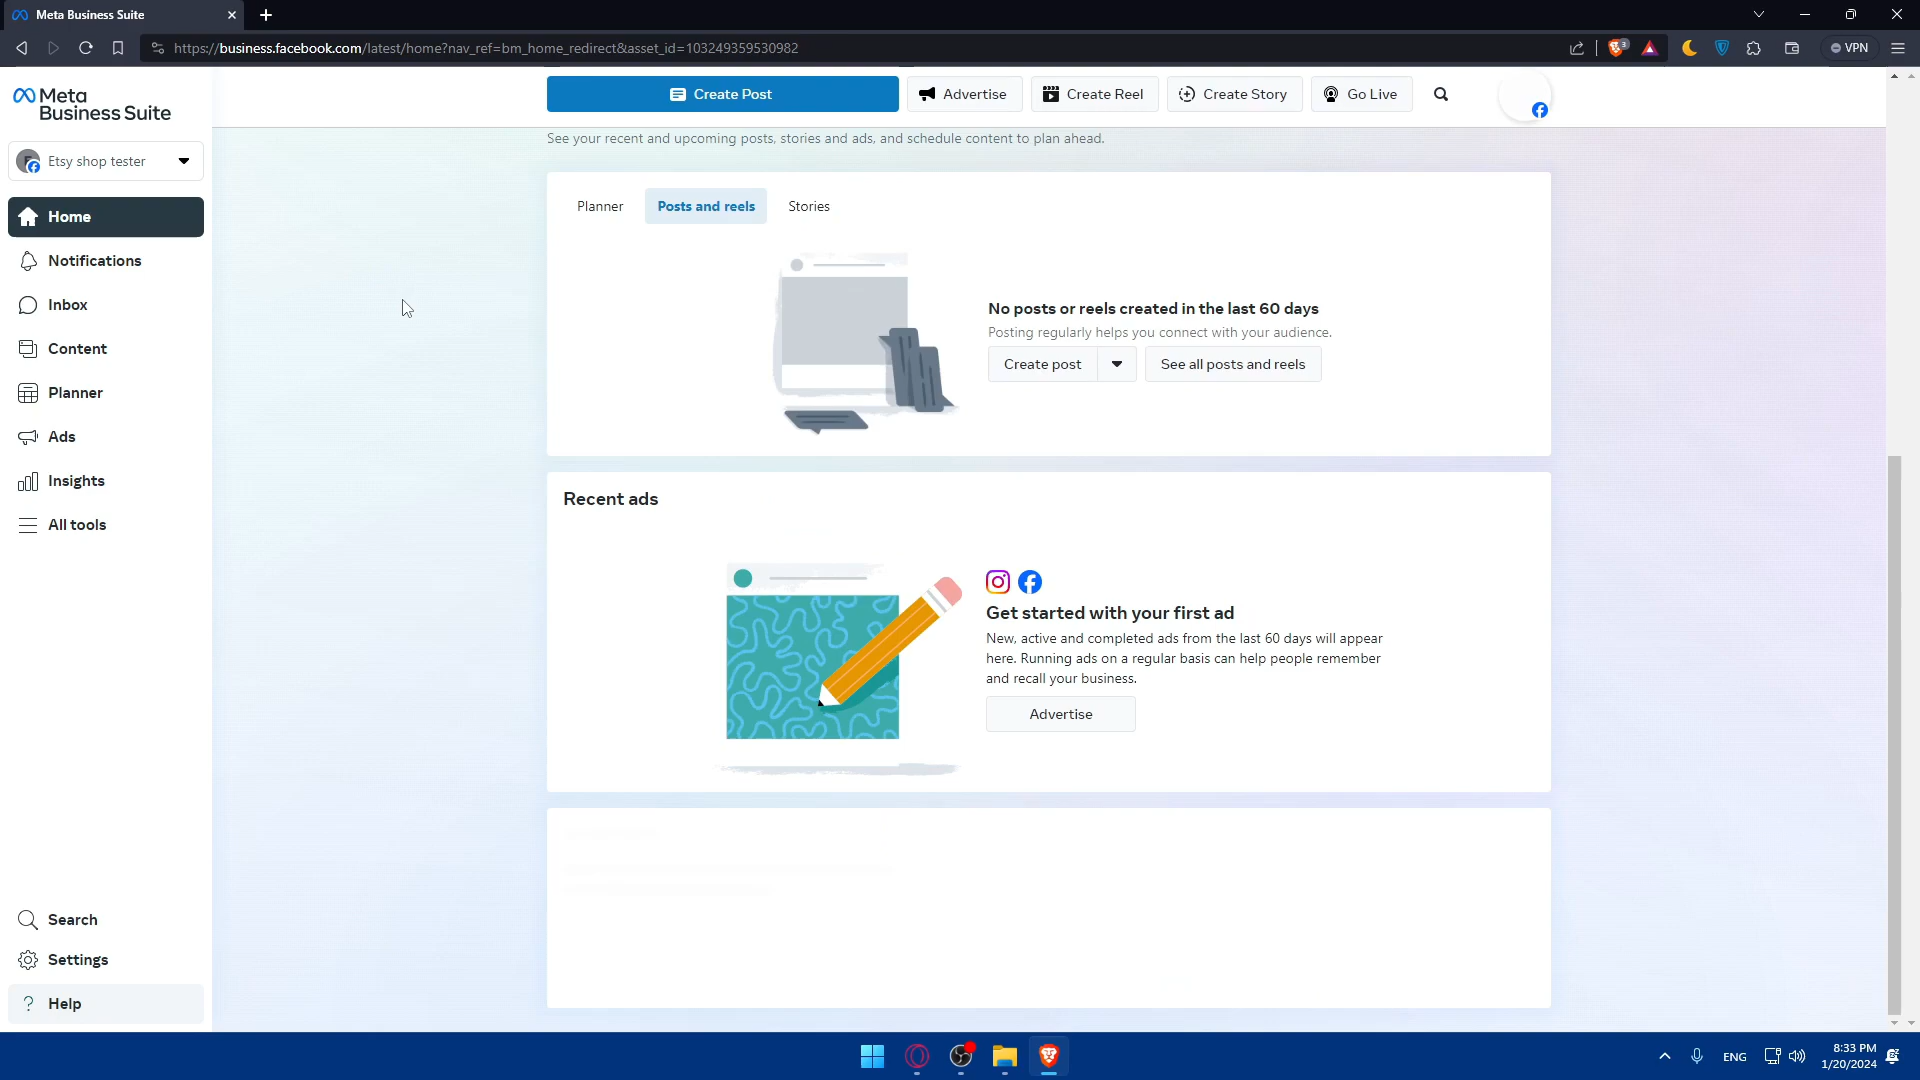 Meta Business Suite
https://business.facebook.com/latest/home?nav_ref=bm_home_redirect&asset_id=103249359530982
3
VPN
Meta
Business Suite
Create Post
Advertise
Create Reel
Create Story
Go Live
Etsy shop tester
Home
Notifications
Inbox
Content
Planner
Ads
Insights
All tools
Search
Settings
? Help
See your recent and upcoming posts, stories and ads, and schedule content to plan ahead.
Planner
Posts and reels
Stories
No posts or reels created in the last 60 days
Posting regularly helps you connect with your audience.
Create post
See all posts and reels
Recent ads
Get started with your first ad
New, active and completed ads from the last 60 days will appear
here. Running ads on a regular basis can help people remember
and recall your business.
Advertise
ENG
8:33 PM
1/20/2024